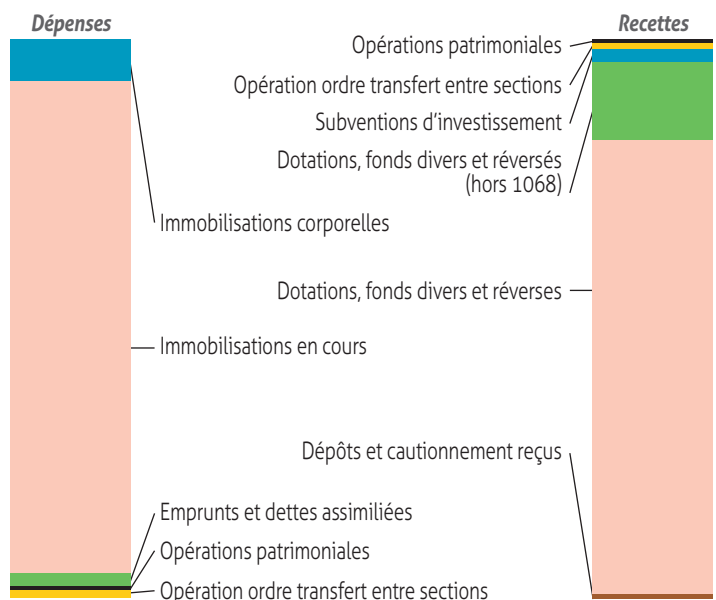 Dépenses
Recettes
Opérations patrimoniales
Opération ordre transfert entre sections
Subventions d'investissement
Dotations, fonds divers et réversés
(hors 1068)
Immobilisations corporelles
Dotations, fonds divers et réverses
Immobilisations en cours
Dépôts et cautionnement reçus
Emprunts et dettes assimiliées
Opérations patrimoniales
Opération ordre transfert entre sections